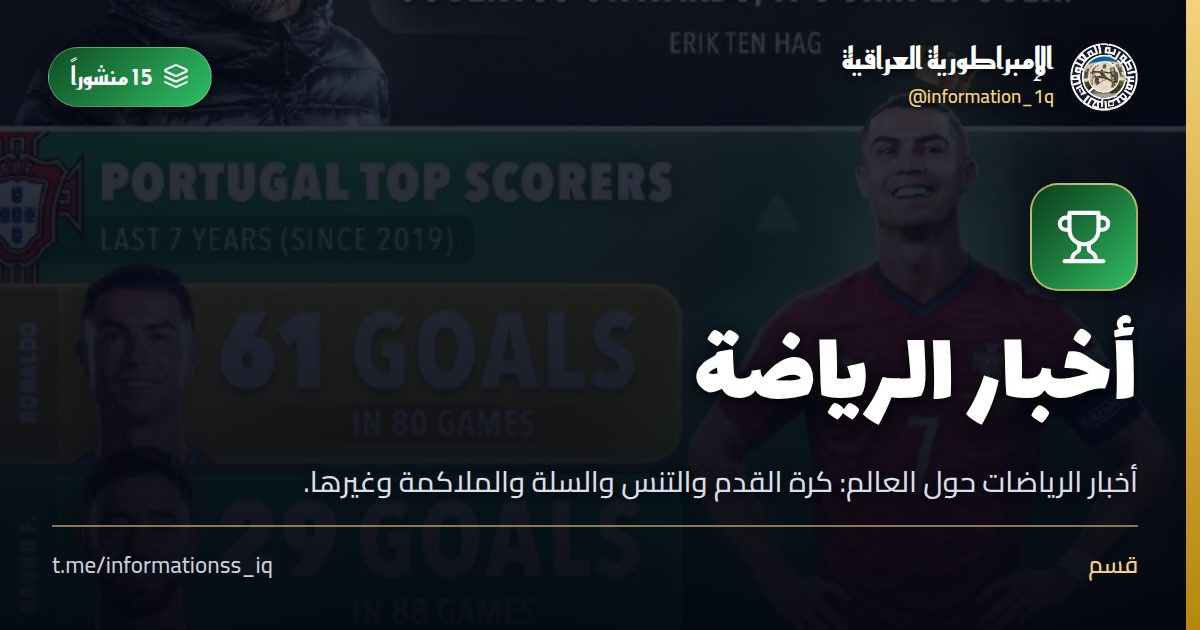 ERIK TEN HAG
الإمبراطورية العراقية
@information_1q
15 منشوراً
PORTUGAL TOP SCORERS
LAST 7 YEARS (SINCE 2019)
RONALDO
61 GOALS
IN 80 GAMES
7
أخبار الرياضة
أخبار الرياضات حول العالم: كرة القدم والتنس والسلة والملاكمة وغيرها.
BRUNO F.
29 GOALS
IN 88 GAMES
قسم
t.me/informationss_iq